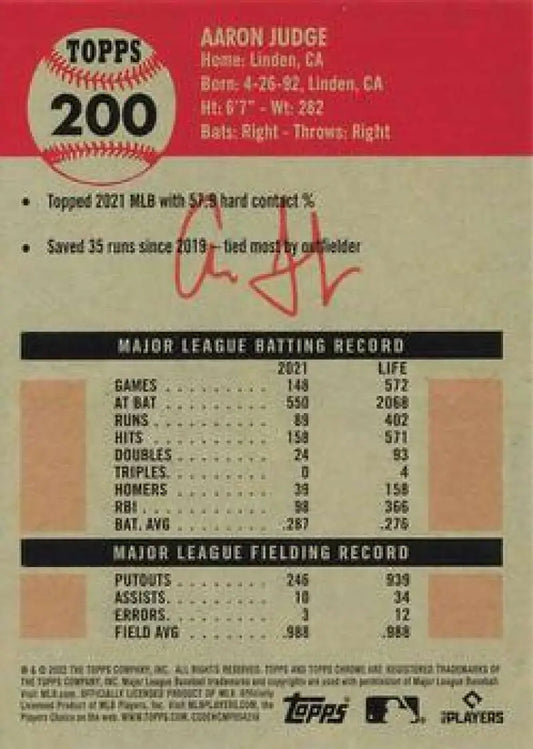 TOPPS
200
AARON JUDGE
Home: Linden, CA
Born: 4-26-92, Linden, CA
Ht: 6'7" - Wt: 282
Bats: Right - Throws: Right
• Topped 2021 MLB with 57.9 hard contact %
• Saved 35 runs since 2019 – tied most by outfielder
MAJOR LEAGUE BATTING RECORD
2021 LIFE
GAMES . . . . . . . . 148 572
AT BAT . . . . . . . . 550 2068
RUNS . . . . . . . . 89 402
HITS . . . . . . . . 158 571
DOUBLES . . . . . . . . 24 93
TRIPLES. . . . . . . . 0 4
HOMERS . . . . . . . . 39 158
RBI . . . . . . . . 98 366
BAT. AVG . . . . . . . . .287 .276
MAJOR LEAGUE FIELDING RECORD
PUTOUTS . . . . . . . . 246 939
ASSISTS. . . . . . . . 10 34
ERRORS. . . . . . . . 3 12
FIELD AVG . . . . . . . . .988 .988
® & © 2022 THE TOPPS COMPANY, INC. ALL RIGHTS RESERVED. TOPPS AND TOPPS CHROME ARE REGISTERED TRADEMARKS OF
THE TOPPS COMPANY, INC. Major League Baseball trademarks and copyrights are used with permission of Major League Baseball.
Visit MLB.com. OFFICIALLY LICENSED PRODUCT OF MLB Officially
Licensed Product of MLB Players, Inc. Visit MLBPLAYERS.COM, the
Players Choice on the web. WWW.TOPPS.COM.
TOPPS
PLAYERS